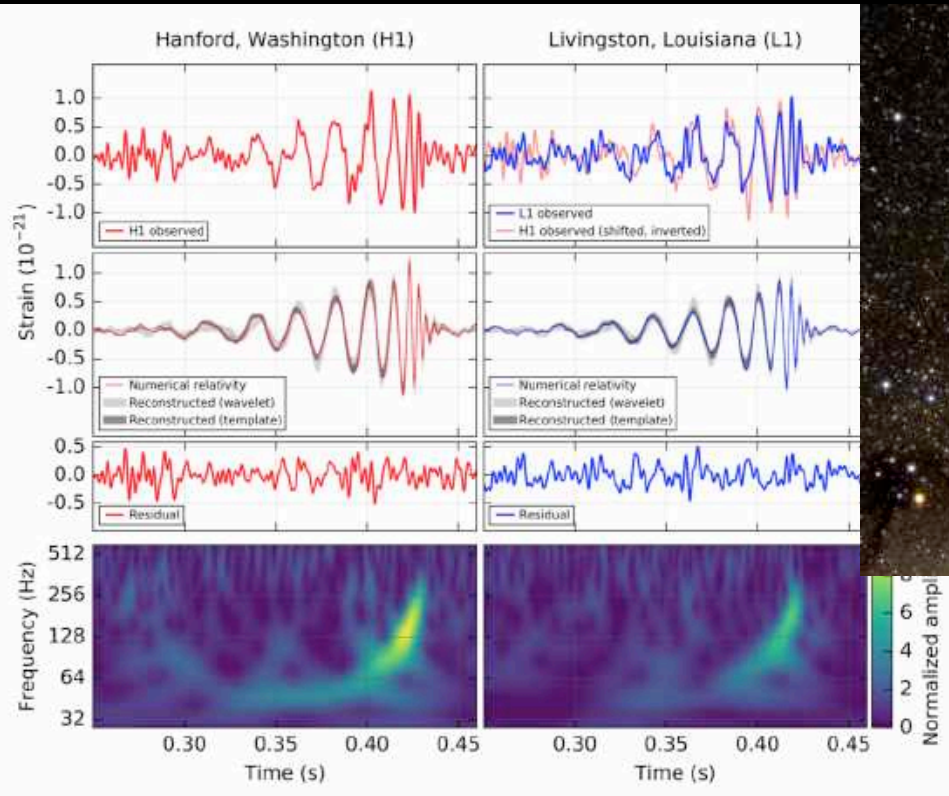 Hanford, Washington (H1)
Livingston, Louisiana (L1)
Strain (10⁻²¹)
1.0
0.5
0.0
-0.5
-1.0
H1 observed
L1 observed
H1 observed (shifted, inverted)
1.0
0.5
0.0
-0.5
-1.0
Numerical relativity
Reconstructed (wavelet)
Reconstructed (template)
Numerical relativity
Reconstructed (wavelet)
Reconstructed (template)
0.5
0.0
-0.5
Residual
Residual
Frequency (Hz)
512
256
128
64
32
0.30 0.35 0.40 0.45
Time (s)
0.30 0.35 0.40 0.45
Time (s)
6
4
2
0
Normalized ampl